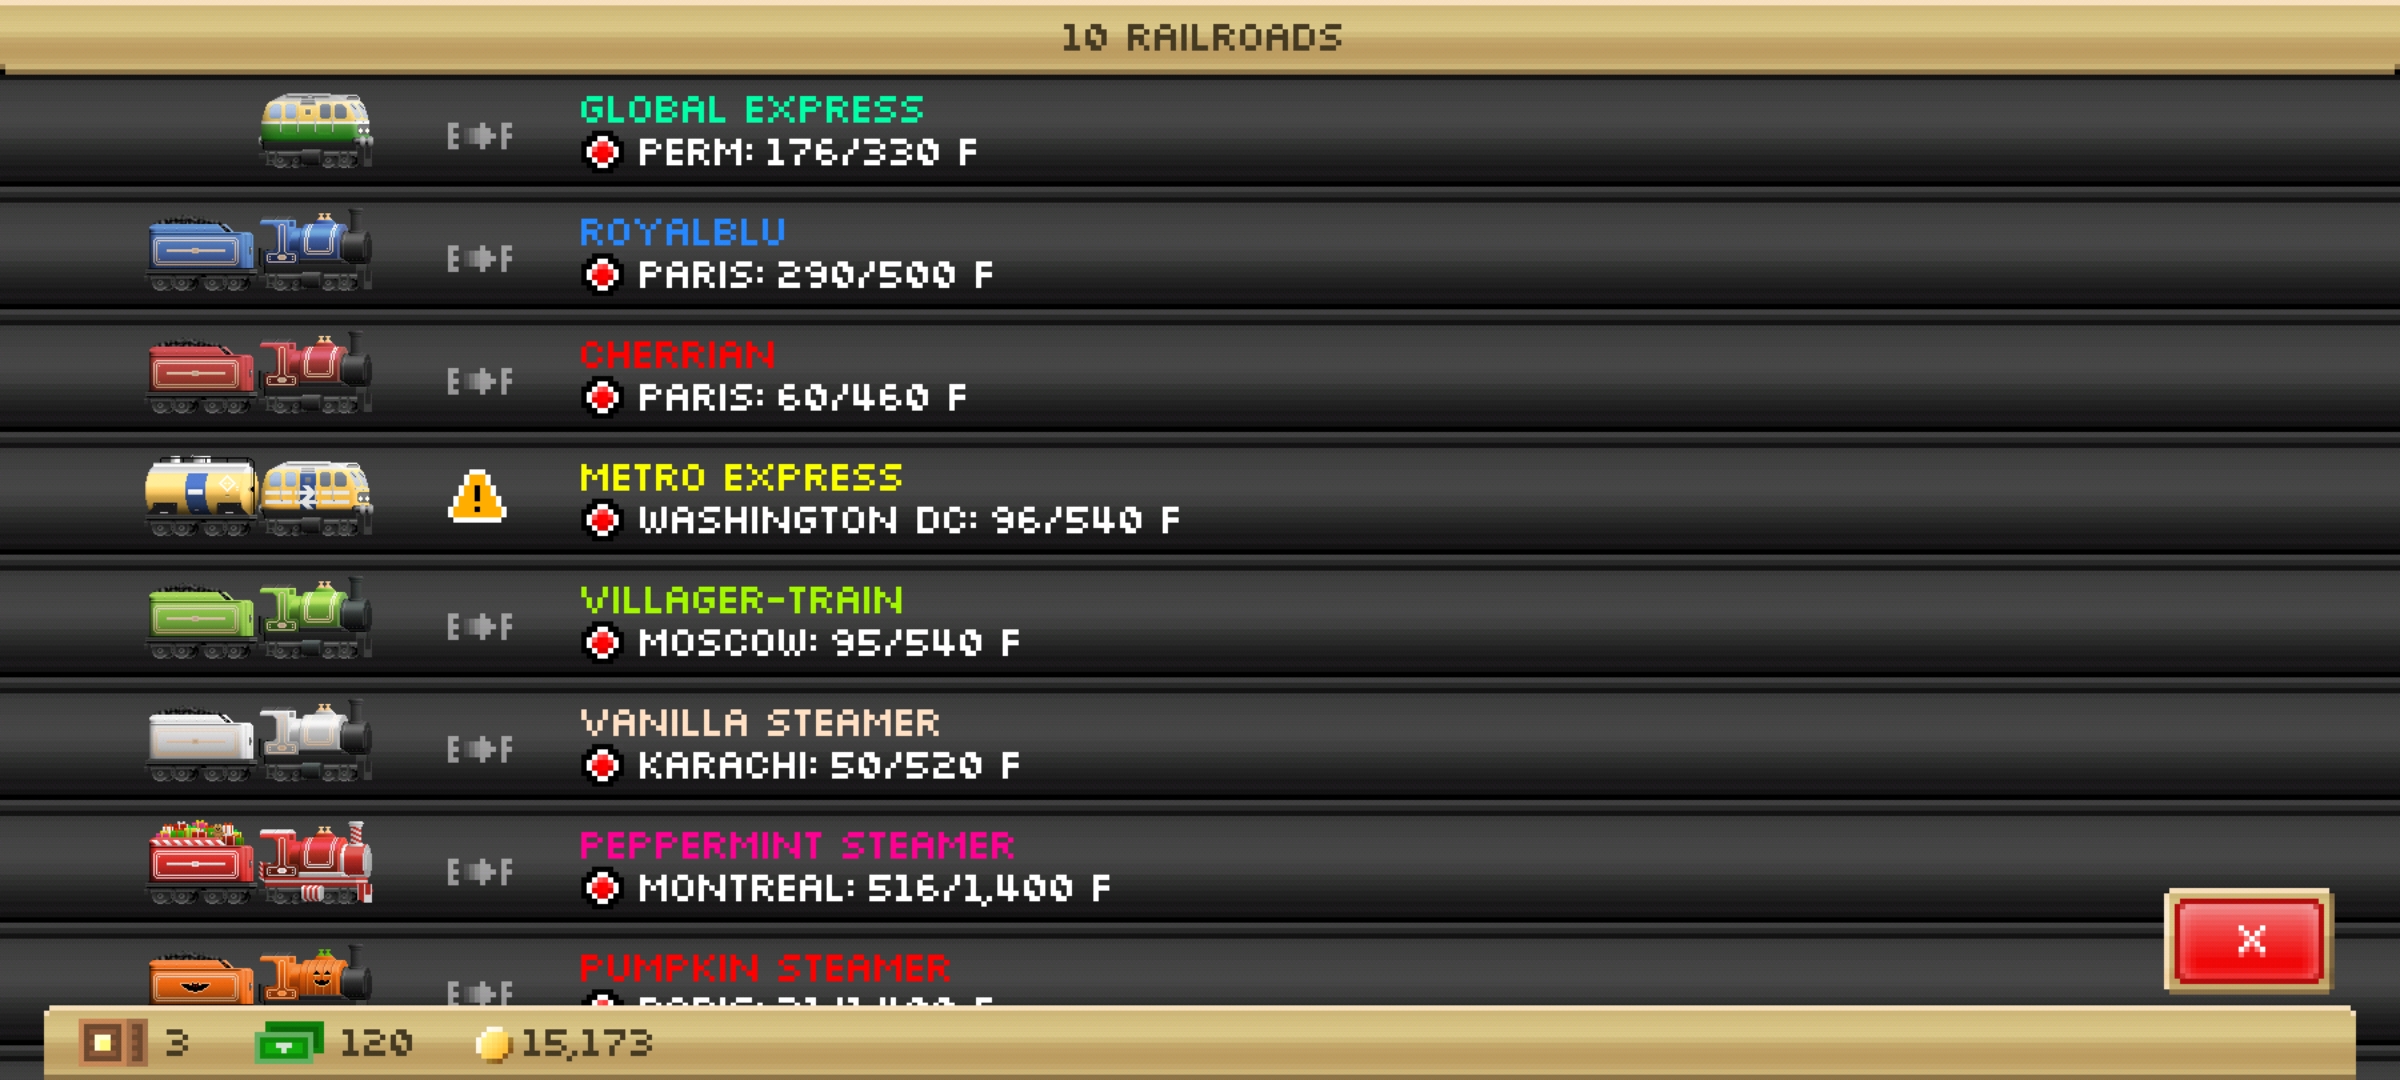 10 RAILROADS
E F
GLOBAL EXPRESS
PERM: 176/330 F
E F
ROYALBLU
PARIS: 290/500 F
E F
CHERRIAN
PARIS: 60/460 F
METRO EXPRESS
WASHINGTON DC: 96/540 F
E F
VILLAGER-TRAIN
MOSCOW: 95/540 F
E F
VANILLA STEAMER
KARACHI: 50/520 F
E F
PEPPERMINT STEAMER
MONTREAL: 516/1,400 F
E F
PUMPKIN STEAMER
X
3 120 15,173